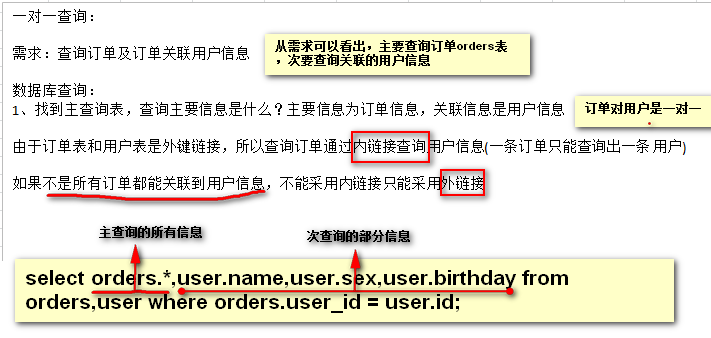 一对一查询:
需求：查询订单及订单关联用户信息
从需求可以看出，主要查询订单orders表
，次要查询关联的用户信息
数据库查询：
1、找到主查询表，查询主要信息是什么？主要信息为订单信息，关联信息是用户信息
订单对用户是一对一
。
由于订单表和用户表是外键链接，所以查询订单通过内链接查询用户信息(一条订单只能查询出一条 用户)
如果不是所有订单都能关联到用户信息，不能采用内链接只能采用外链接
主查询的所有信息
次查询的部分信息
select orders.*,user.name,user.sex,user.birthday from
orders,user where orders.user_id = user.id;